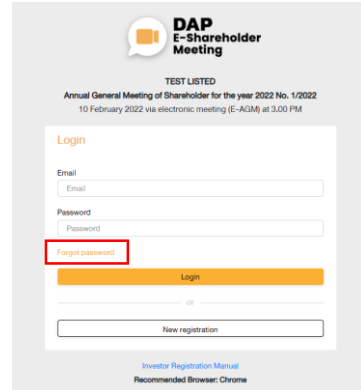 DAP
E-Shareholder
Meeting
TEST LISTED
Annual General Meeting of Shareholder for the year 2022 No. 1/2022
10 February 2022 via electronic meeting (E-AGM) at 3.00 PM
Login
Email
Email
Password
Password
Forgot password?
Login
or
New registration
Investor Registration Manual
Recommended Browser: Chrome